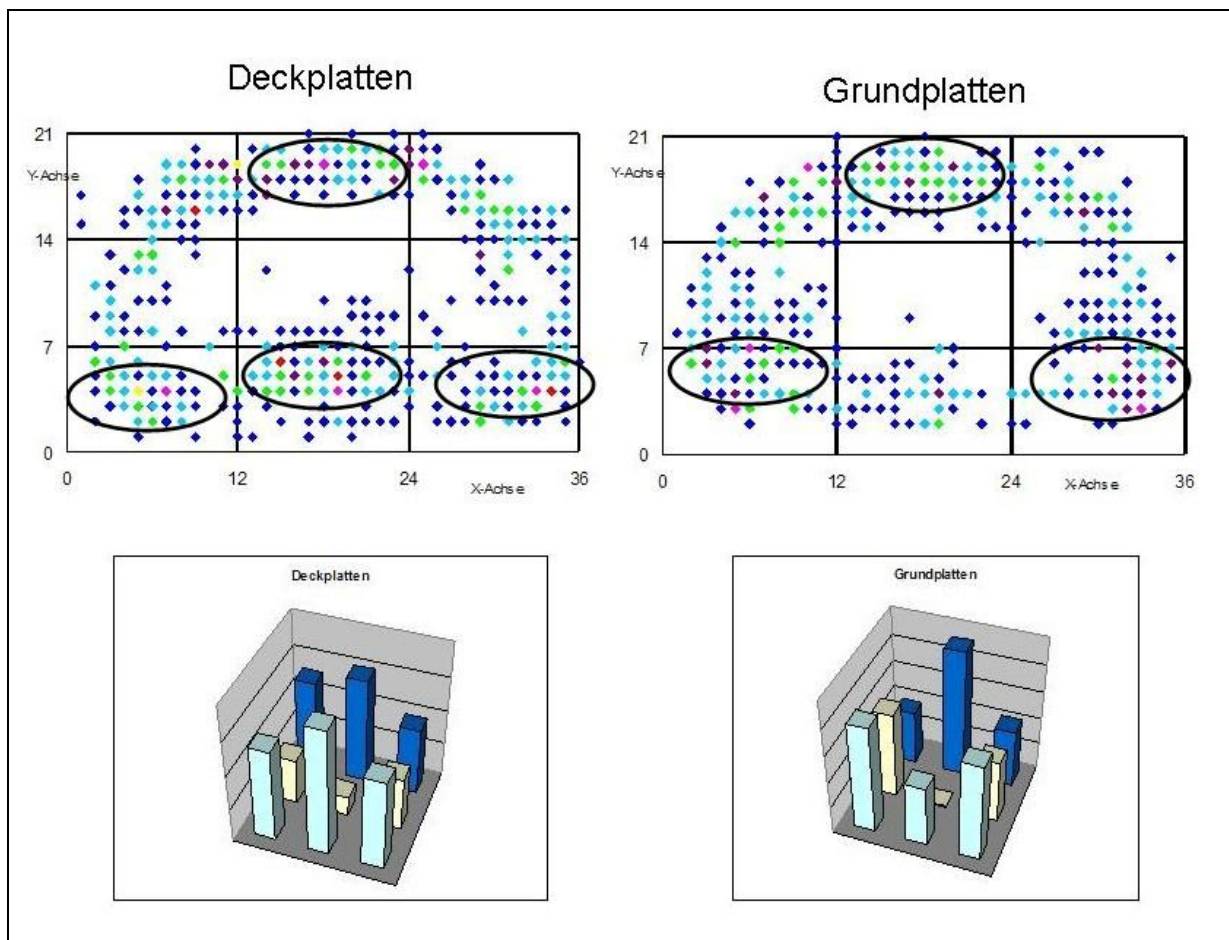 Deckplatten
21
Y-Achse
14
7
0
0 12 24 36
X-Achse
Grundplatten
21
Y-Achse
14
7
0
0 12 24 36
X-Achse
Deckplatten
Grundplatten